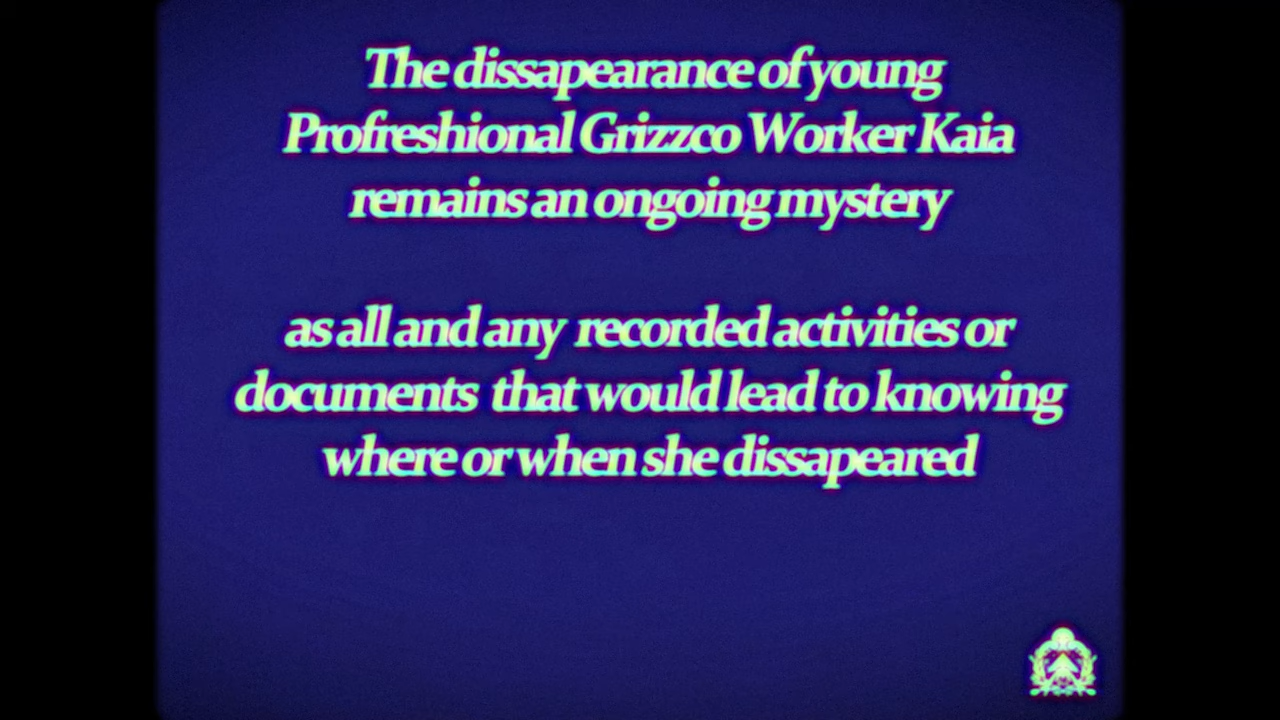 The dissapearance of young
Profreshional Grizzco Worker Kaia
remains an ongoing mystery
as all and any recorded activities or
documents that would lead to knowing
where or when she dissapeared